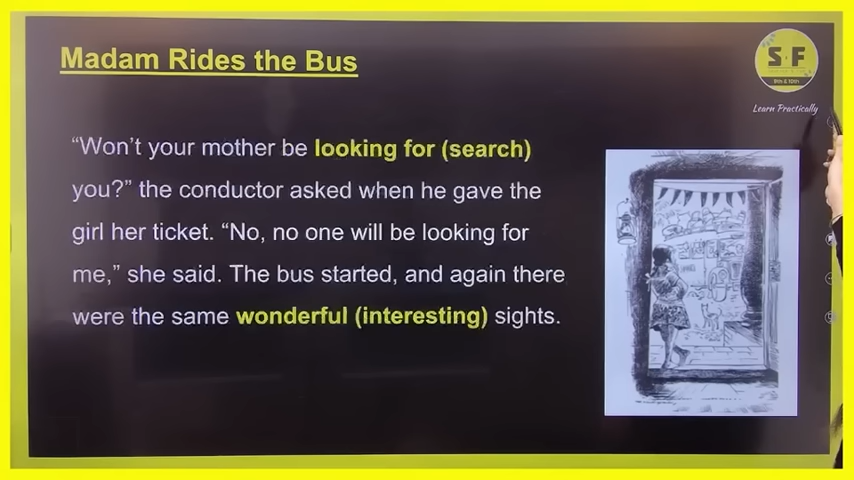 Madam Rides the Bus
S F
9th & 10th
Learn Practically
“Won’t your mother be looking for (search)
you?” the conductor asked when he gave the
girl her ticket. “No, no one will be looking for
me,” she said. The bus started, and again there
were the same wonderful (interesting) sights.